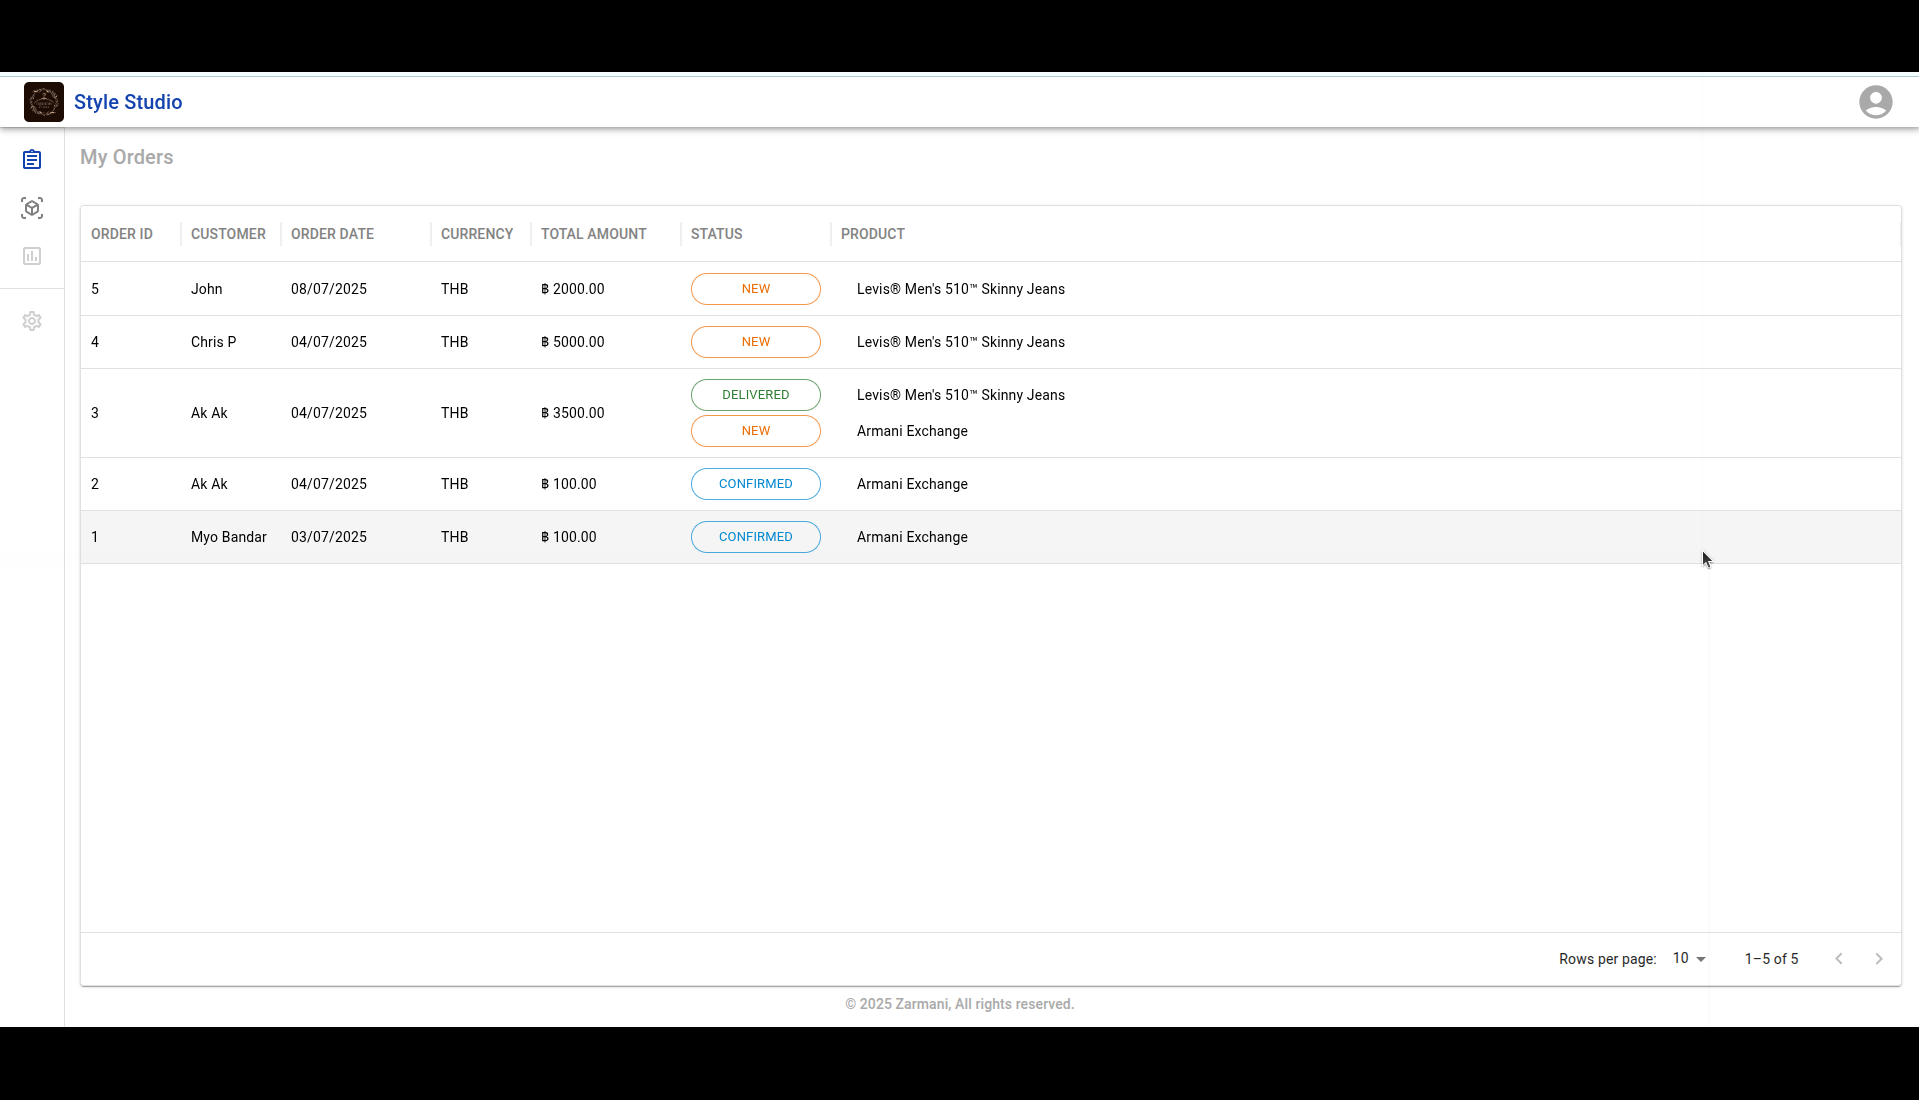 Style Studio
My Orders
ORDER ID CUSTOMER ORDER DATE CURRENCY TOTAL AMOUNT STATUS PRODUCT
5 John 08/07/2025 THB ฿ 2000.00 NEW Levis® Men's 510™ Skinny Jeans
4 Chris P 04/07/2025 THB ฿ 5000.00 NEW Levis® Men's 510™ Skinny Jeans
3 Ak Ak 04/07/2025 THB ฿ 3500.00 DELIVERED Levis® Men's 510™ Skinny Jeans
NEW Armani Exchange
2 Ak Ak 04/07/2025 THB ฿ 100.00 CONFIRMED Armani Exchange
1 Myo Bandar 03/07/2025 THB ฿ 100.00 CONFIRMED Armani Exchange
Rows per page: 10 1–5 of 5
© 2025 Zarmani, All rights reserved.